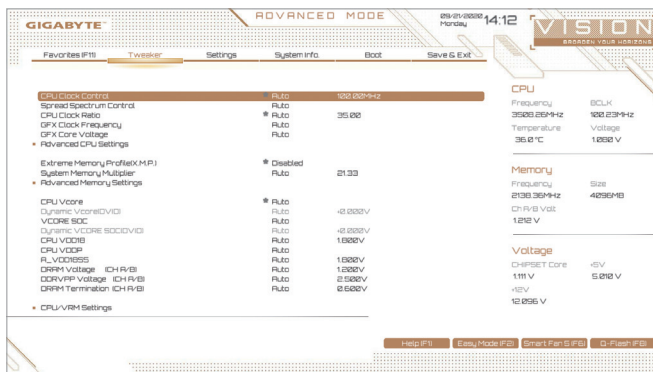 GIGABYTE™
ADVANCED MODE
09/21/2020
Monday
14:12
VISION
BROADEN YOUR HORIZONS
Favorites (F11)
Tweaker
Settings
System Info.
Boot
Save & Exit
CPU Clock Control * Auto 100.00MHz
Spread Spectrum Control Auto
CPU Clock Ratio * Auto 35.00
GFX Clock Frequency Auto
GFX Core Voltage Auto
Advanced CPU Settings
Extreme Memory Profile(X.M.P.) * Disabled
System Memory Multiplier Auto 21.33
Advanced Memory Settings
CPU Vcore * Auto
Dynamic Vcore(DVID) Auto +0.000V
VCORE SOC Auto
Dynamic VCORE SOC(DVID) Auto +0.000V
CPU VDD18 Auto 1.800V
CPU VDDP Auto
A_VDD18S5 Auto 1.800V
DRAM Voltage (CH A/B) Auto 1.200V
DDRVPP Voltage (CH A/B) Auto 2.500V
DRAM Termination (CH A/B) Auto 0.600V
CPU/VRM Settings
CPU
Frequency BCLK
3508.26MHz 100.23MHz
Temperature Voltage
36.0 °C 1.080 V
Memory
Frequency Size
2138.36MHz 4096MB
Ch A/B Volt
1.212 V
Voltage
CHIPSET Core +5V
1.111 V 5.010 V
+12V
12.096 V
Help (F1)
Easy Mode (F2)
Smart Fan 5 (F6)
Q-Flash (F8)